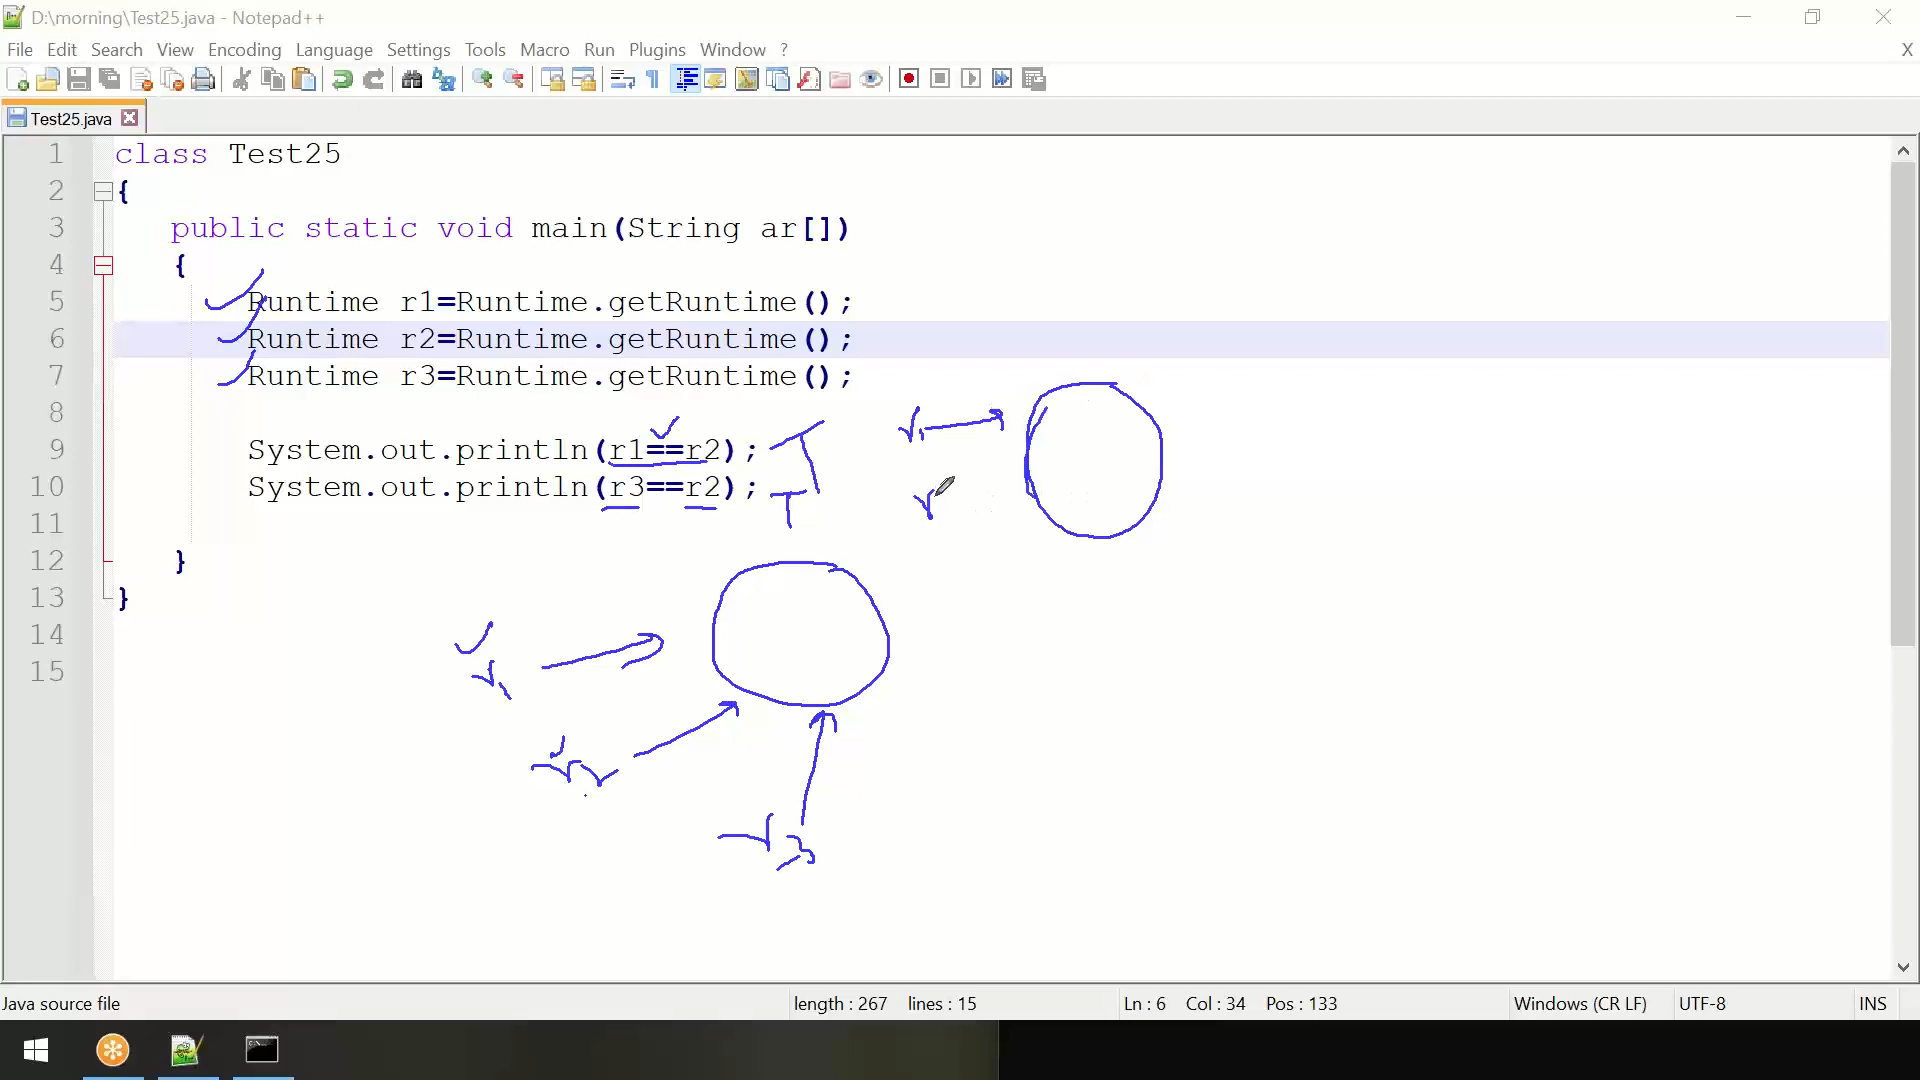 D:\morning\Test25.java - Notepad++
File Edit Search View Encoding Language Settings Tools Macro Run Plugins Window ?
X
Test25.java
1 class Test25
2 {
3 public static void main(String ar[])
4 {
5 Runtime r1=Runtime.getRuntime();
6 Runtime r2=Runtime.getRuntime();
7 Runtime r3=Runtime.getRuntime();
8
9 System.out.println(r1==r2); T
10 System.out.println(r3==r2); T
11
12 }
13 }
14
15
r1
r
r1
r2
r3
Java source file length : 267 lines : 15 Ln : 6 Col : 34 Pos : 133 Windows (CR LF) UTF-8 INS